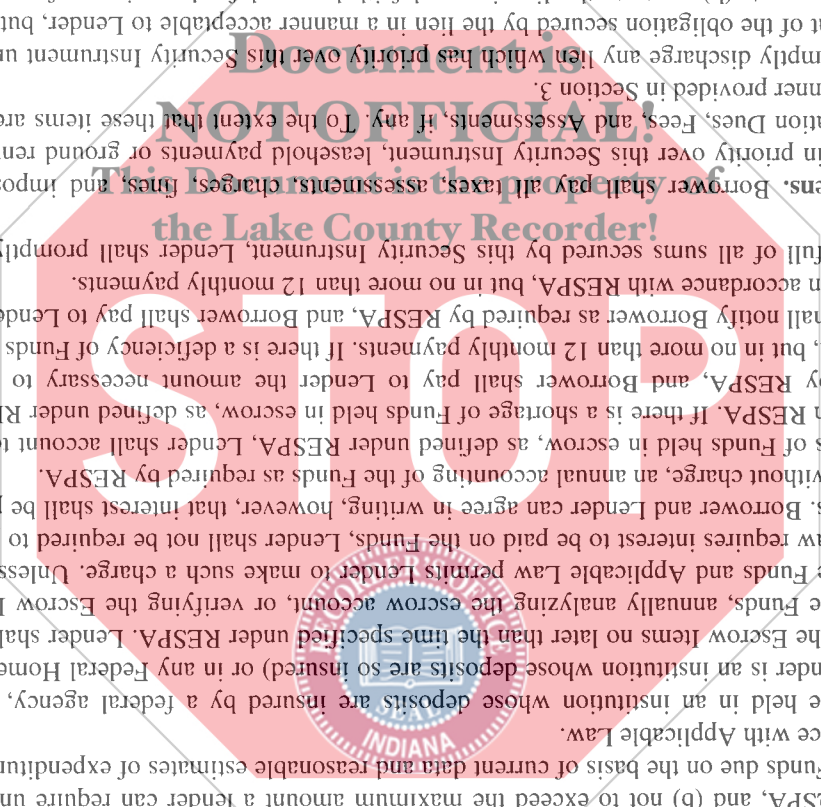 Document is
NOT OFFICIAL!
This Document is the property of
the Lake County Recorder!
STOP
RECORDER'S OFFICE
SEAL
INDIANA
ESPA, and (b) not to exceed the maximum amount a lender can require un
Funds due on the basis of current data and reasonable estimates of expenditur
ce with Applicable Law.
e held in an institution whose deposits are insured by a federal agency,
nder is an institution whose deposits are so insured) or in any Federal Home
he Escrow Items no later than the time specified under RESPA. Lender shal
e Funds, annually analyzing the escrow account, or verifying the Escrow I
e Funds and Applicable Law permits Lender to make such a charge. Unless
aw requires interest to be paid on the Funds, Lender shall not be required to
s. Borrower and Lender can agree in writing, however, that interest shall be p
without charge, an annual accounting of the Funds as required by RESPA.
s of Funds held in escrow, as defined under RESPA, Lender shall account to
h RESPA. If there is a shortage of Funds held in escrow, as defined under RE
y RESPA, and Borrower shall pay to Lender the amount necessary to
, but in no more than 12 monthly payments. If there is a deficiency of Funds
hall notify Borrower as required by RESPA, and Borrower shall pay to Lende
n accordance with RESPA, but in no more than 12 monthly payments.
full of all sums secured by this Security Instrument, Lender shall promptly
ens. Borrower shall pay all taxes, assessments, charges, fines, and impos
in priority over this Security Instrument, leasehold payments or ground ren
ation Dues, Fees, and Assessments, if any. To the extent that these items are
nner provided in Section 3.
mptly discharge any lien which has priority over this Security Instrument un
t of the obligation secured by the lien in a manner acceptable to Lender, but